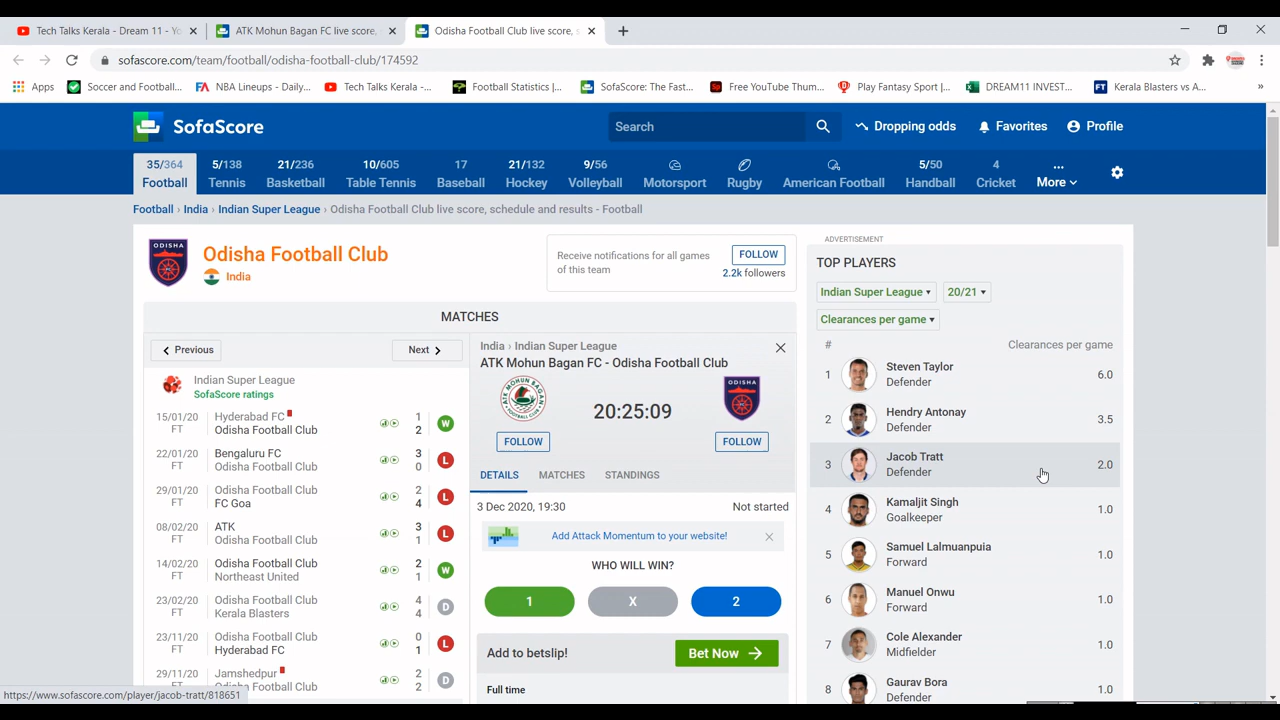 Tech Talks Kerala - Dream 11 - Yo
ATK Mohun Bagan FC live score,
Odisha Football Club live score, s
sofascore.com/team/football/odisha-football-club/174592
Apps
Soccer and Football...
NBA Lineups - Daily...
Tech Talks Kerala -...
Football Statistics |...
SofaScore: The Fast...
Free YouTube Thum...
Play Fantasy Sport |...
DREAM11 INVEST...
Kerala Blasters vs A...
SofaScore
Search
Dropping odds
Favorites
Profile
35/364 5/138 21/236 10/605 17 21/132 9/56 5/50 4 ...
Football Tennis Basketball Table Tennis Baseball Hockey Volleyball Motorsport Rugby American Football Handball Cricket More
Football › India › Indian Super League › Odisha Football Club live score, schedule and results - Football
ODISHA
Odisha Football Club
India
Receive notifications for all games
of this team
FOLLOW
2.2k followers
MATCHES
Previous
Next
Indian Super League
SofaScore ratings
15/01/20 Hyderabad FC 1
FT Odisha Football Club 2 W
22/01/20 Bengaluru FC 3
FT Odisha Football Club 0 L
29/01/20 Odisha Football Club 2
FT FC Goa 4 L
08/02/20 ATK 3
FT Odisha Football Club 1 L
14/02/20 Odisha Football Club 2
FT Northeast United 1 W
23/02/20 Odisha Football Club 4
FT Kerala Blasters 4 D
23/11/20 Odisha Football Club 0
FT Hyderabad FC 1 L
29/11/20 Jamshedpur 2
FT Odisha Football Club 2 D
India › Indian Super League
ATK Mohun Bagan FC - Odisha Football Club
ODISHA
20:25:09
FOLLOW
FOLLOW
DETAILS MATCHES STANDINGS
3 Dec 2020, 19:30 Not started
Add Attack Momentum to your website!
WHO WILL WIN?
1 X 2
Add to betslip!
Bet Now
Full time
ADVERTISEMENT
TOP PLAYERS
Indian Super League 20/21
Clearances per game
# Clearances per game
1 Steven Taylor 6.0
Defender
2 Hendry Antonay 3.5
Defender
3 Jacob Tratt 2.0
Defender
4 Kamaljit Singh 1.0
Goalkeeper
5 Samuel Lalmuanpuia 1.0
Forward
6 Manuel Onwu 1.0
Forward
7 Cole Alexander 1.0
Midfielder
8 Gaurav Bora 1.0
Defender
https://www.sofascore.com/player/jacob-tratt/818651